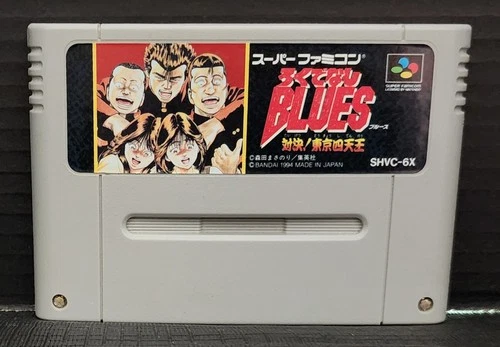 スーパーファミコン®
ろくでなし
BLUES
ブルース
対決!東京四天王
©森田まさのり/集英社
©BANDAI 1994 MADE IN JAPAN
SUPER FAMICOM
LICENSED BY NINTENDO
SHVC-6X